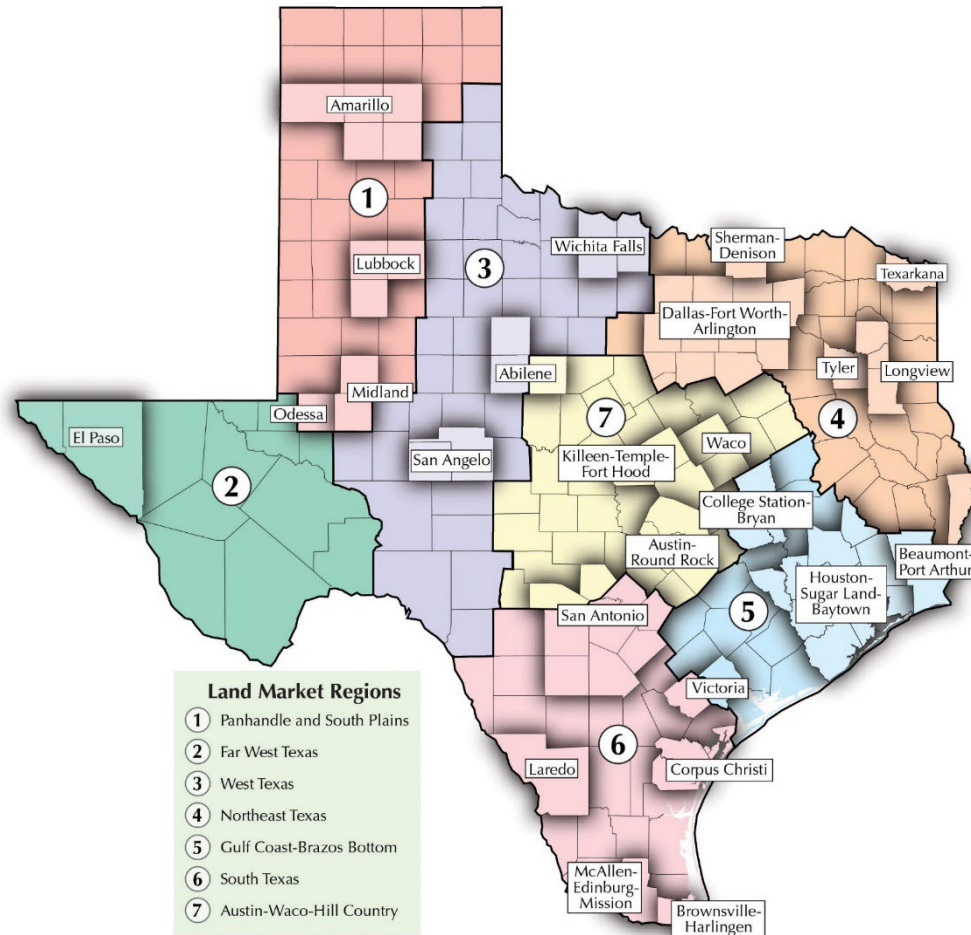 Amarillo
1
Lubbock
3
Wichita Falls
Sherman-
Denison
Texarkana
Dallas-Fort Worth-
Arlington
Tyler
Longview
Midland
Abilene
Odessa
4
El Paso
7
Waco
2
San Angelo
Killeen-Temple-
Fort Hood
College Station-
Bryan
Austin-
Round Rock
Beaumont-
Port Arthur
Houston-
Sugar Land-
Baytown
5
San Antonio
Victoria
6
Laredo
Corpus Christi
McAllen-
Edinburg-
Mission
Brownsville-
Harlingen
Land Market Regions
1 Panhandle and South Plains
2 Far West Texas
3 West Texas
4 Northeast Texas
5 Gulf Coast-Brazos Bottom
6 South Texas
7 Austin-Waco-Hill Country